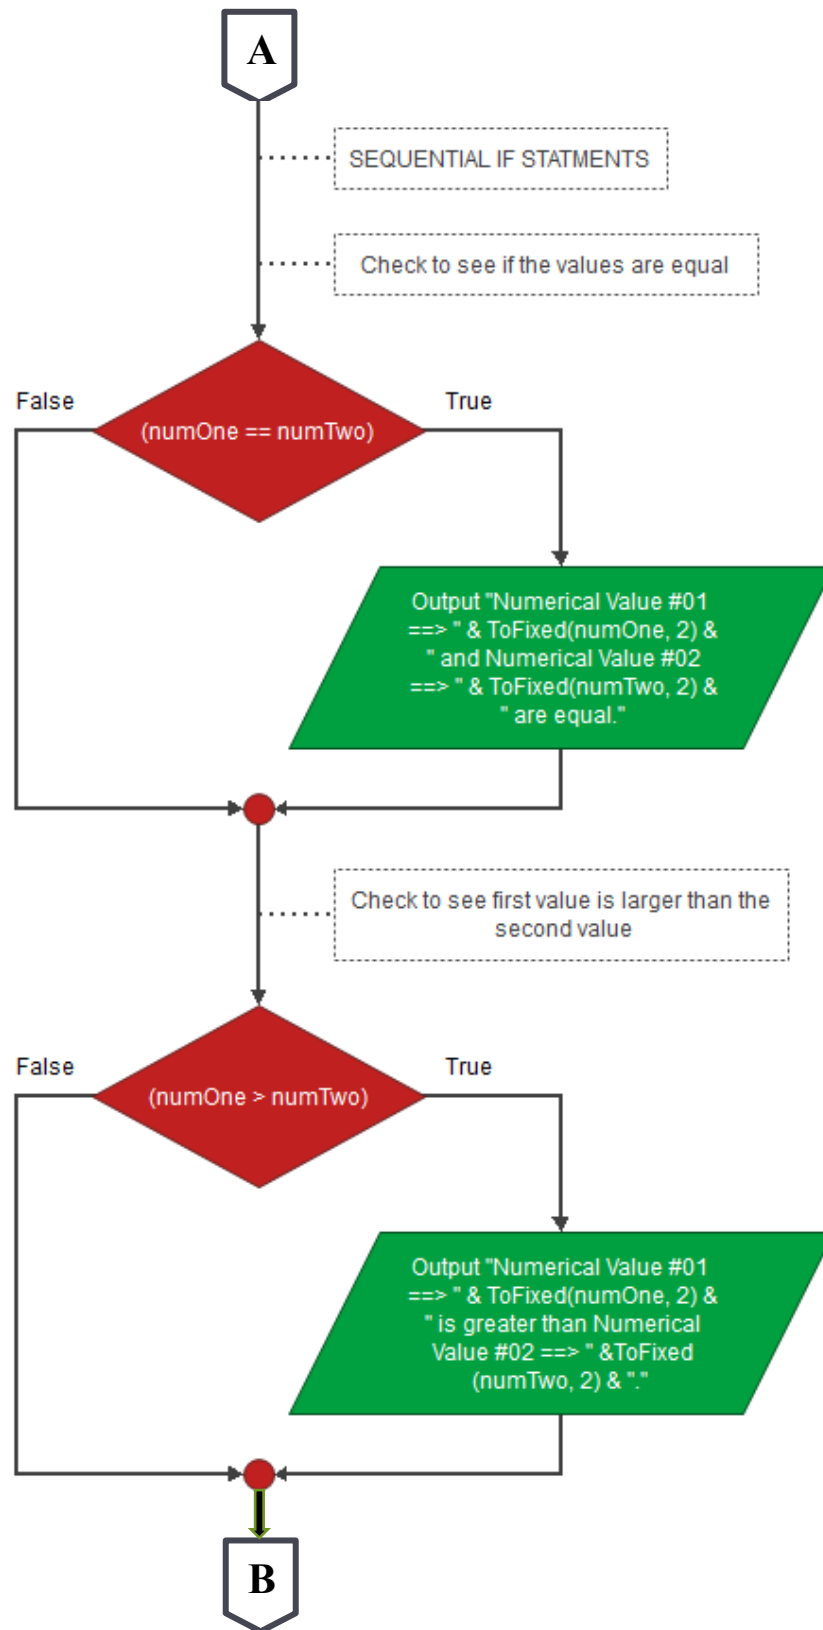 A
SEQUENTIAL IF STATMENTS
Check to see if the values are equal
False
True
(numOne == numTwo)
Output "Numerical Value #01
==> " & ToFixed(numOne, 2) &
" and Numerical Value #02
==> " & ToFixed(numTwo, 2) &
" are equal."
Check to see first value is larger than the
second value
False
True
(numOne > numTwo)
Output "Numerical Value #01
==> " & ToFixed(numOne, 2) &
" is greater than Numerical
Value #02 ==> " &ToFixed
(numTwo, 2) & "."
B